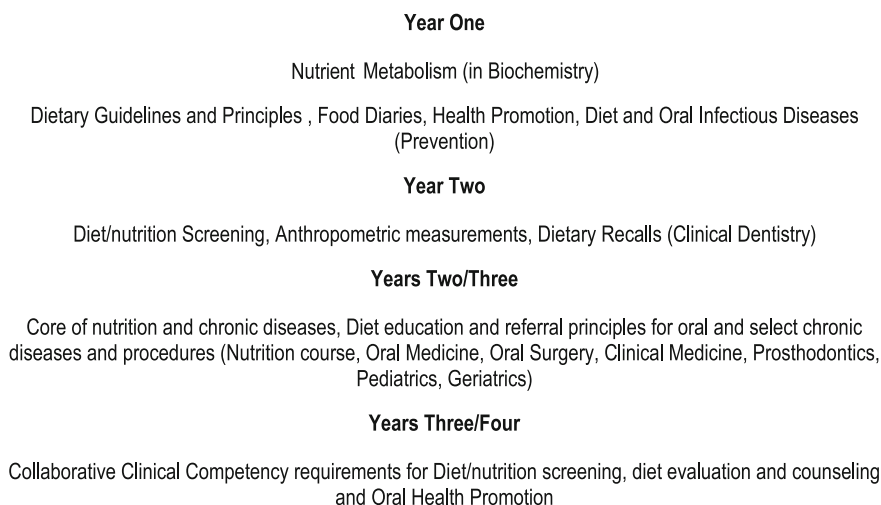 Year One
Nutrient Metabolism (in Biochemistry)
Dietary Guidelines and Principles , Food Diaries, Health Promotion, Diet and Oral Infectious Diseases
(Prevention)
Year Two
Diet/nutrition Screening, Anthropometric measurements, Dietary Recalls (Clinical Dentistry)
Years Two/Three
Core of nutrition and chronic diseases, Diet education and referral principles for oral and select chronic
diseases and procedures (Nutrition course, Oral Medicine, Oral Surgery, Clinical Medicine, Prosthodontics,
Pediatrics, Geriatrics)
Years Three/Four
Collaborative Clinical Competency requirements for Diet/nutrition screening, diet evaluation and counseling
and Oral Health Promotion